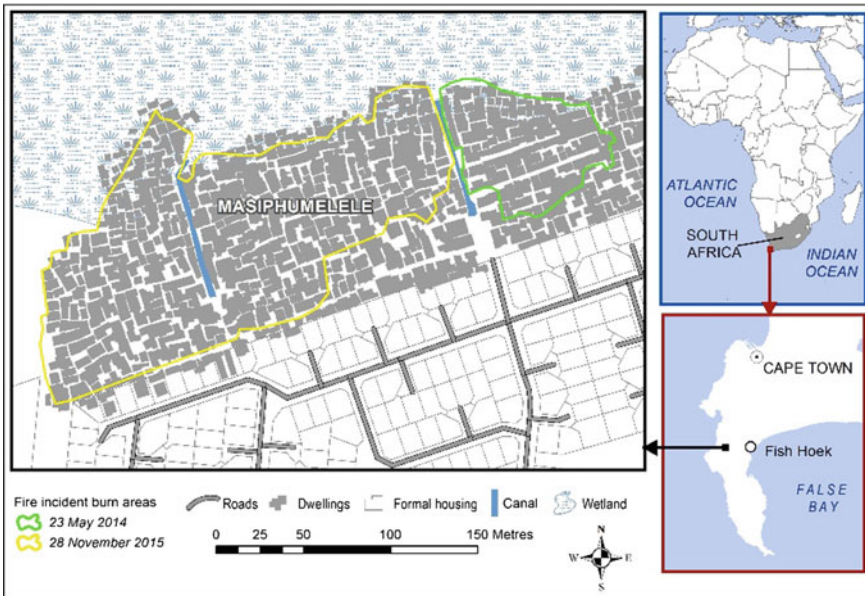 MASIPHUMELELE
ATLANTIC
OCEAN
SOUTH
AFRICA
INDIAN
OCEAN
CAPE TOWN
Fish Hoek
FALSE
BAY
Fire incident burn areas
23 May 2014
28 November 2015
Roads Dwellings Formal housing Canal Wetland
0 25 50 100 150 Metres
N
W E
S